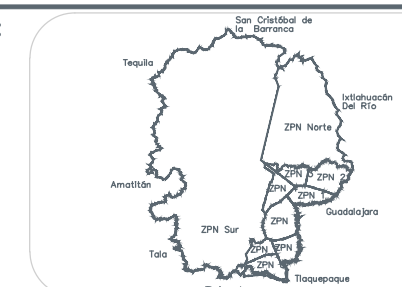 San Cristóbal de
la Barranca
Tequila
Ixtlahuacán
Del Río
ZPN Norte
ZPN
ZPN 2
Amatitán
ZPN
ZPN 1
Guadalajara
ZPN
ZPN Sur
ZPN
ZPN
Tala
ZPN
Tlaquepaque